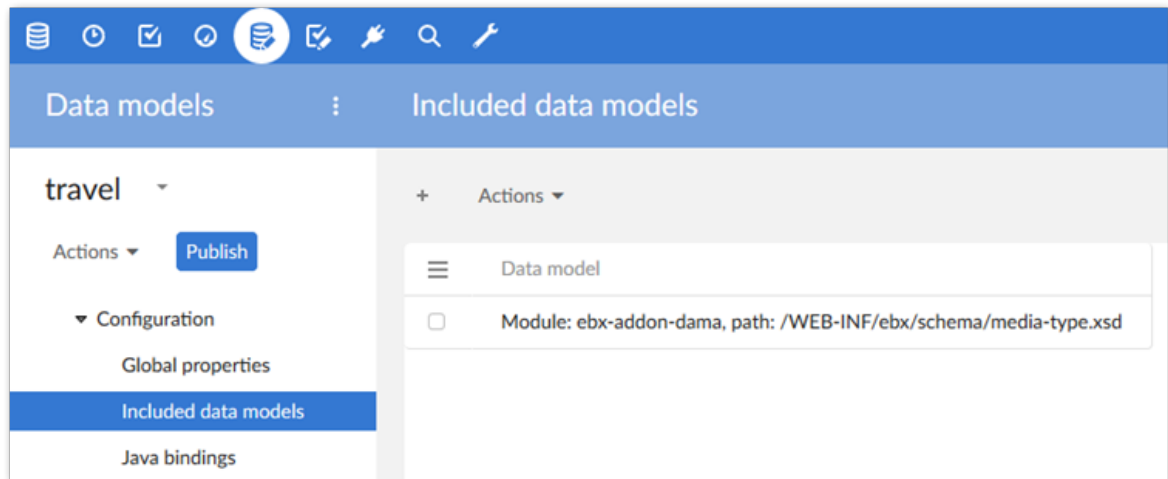 Data models
Included data models
travel
Actions
Publish
Configuration
Global properties
Included data models
Java bindings
Actions
Data model
Module: ebx-addon-dama, path: /WEB-INF/ebx/schema/media-type.xsd